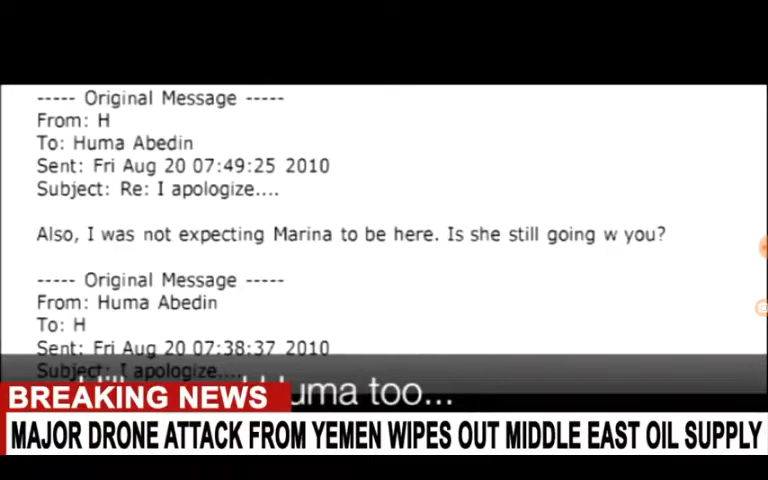 ----- Original Message -----
From: H
To: Huma Abedin
Sent: Fri Aug 20 07:49:25 2010
Subject: Re: I apologize....
Also, I was not expecting Marina to be here. Is she still going w you?
----- Original Message -----
From: Huma Abedin
To: H
Sent: Fri Aug 20 07:38:37 2010
Subject: I apologize....
too...
BREAKING NEWS
MAJOR DRONE ATTACK FROM YEMEN WIPES OUT MIDDLE EAST OIL SUPPLY